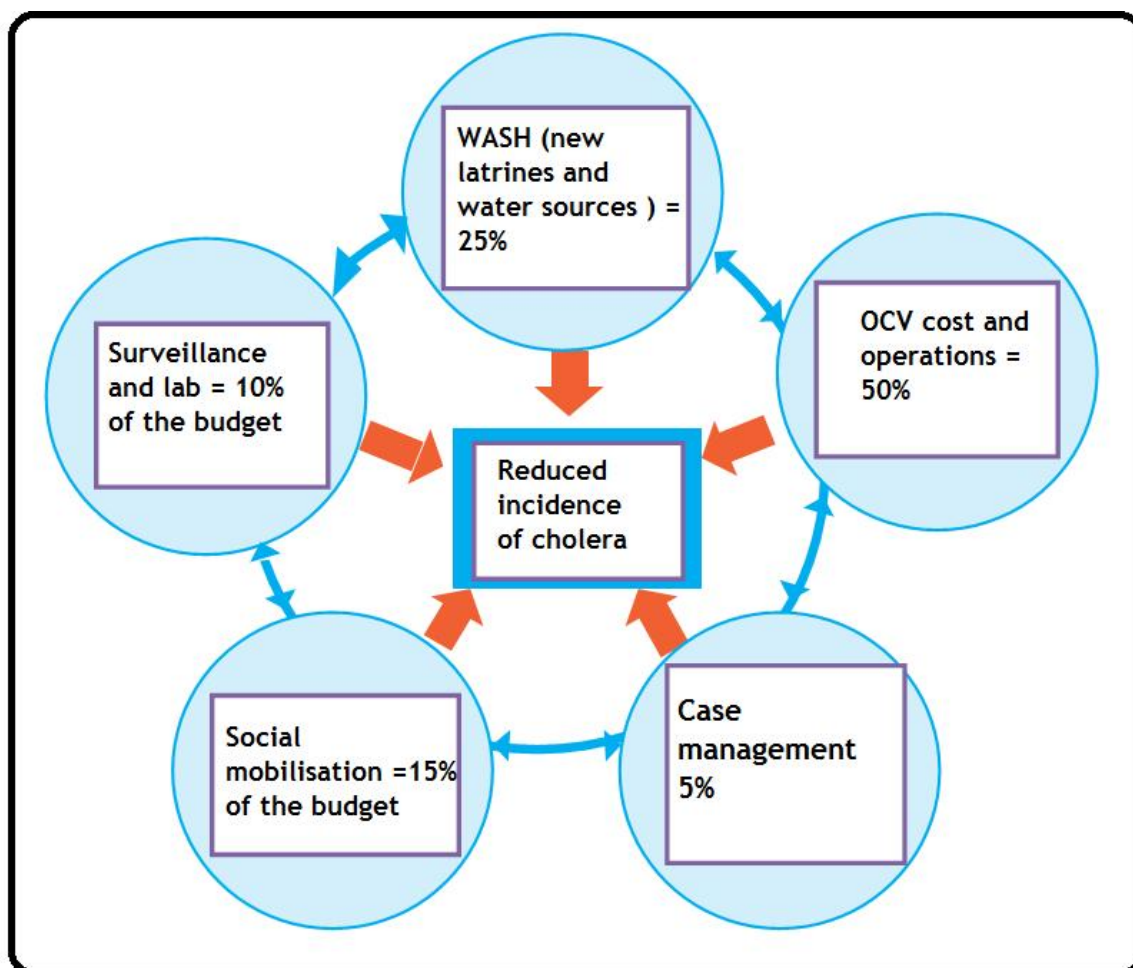 WASH (new
latrines and
water sources ) =
25%
OCV cost and
operations =
50%
Surveillance
and lab = 10%
of the budget
Reduced
incidence
of cholera
Social
mobilisation =15%
of the budget
Case
management
5%